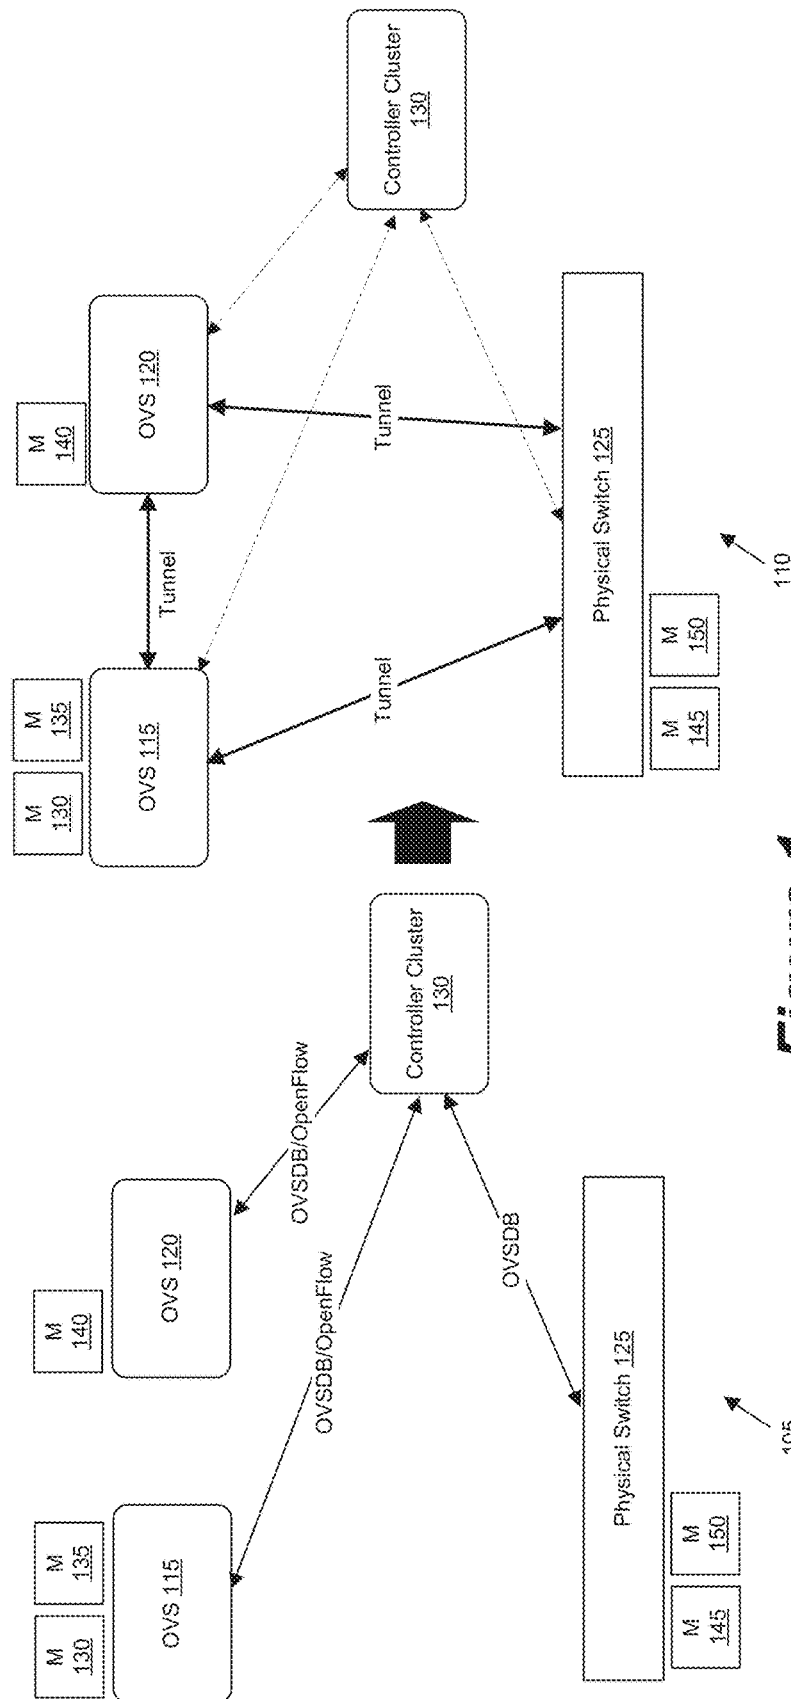 M
130
M
135
M
140
OVS 115
OVS 120
OVSDB/OpenFlow
OVSDB/OpenFlow
Controller Cluster
130
OVSDB
Physical Switch 125
M
145
M
150
105
M
130
M
135
M
140
OVS 115
Tunnel
OVS 120
Tunnel
Tunnel
Controller Cluster
130
Physical Switch 125
M
145
M
150
110
Figure 1